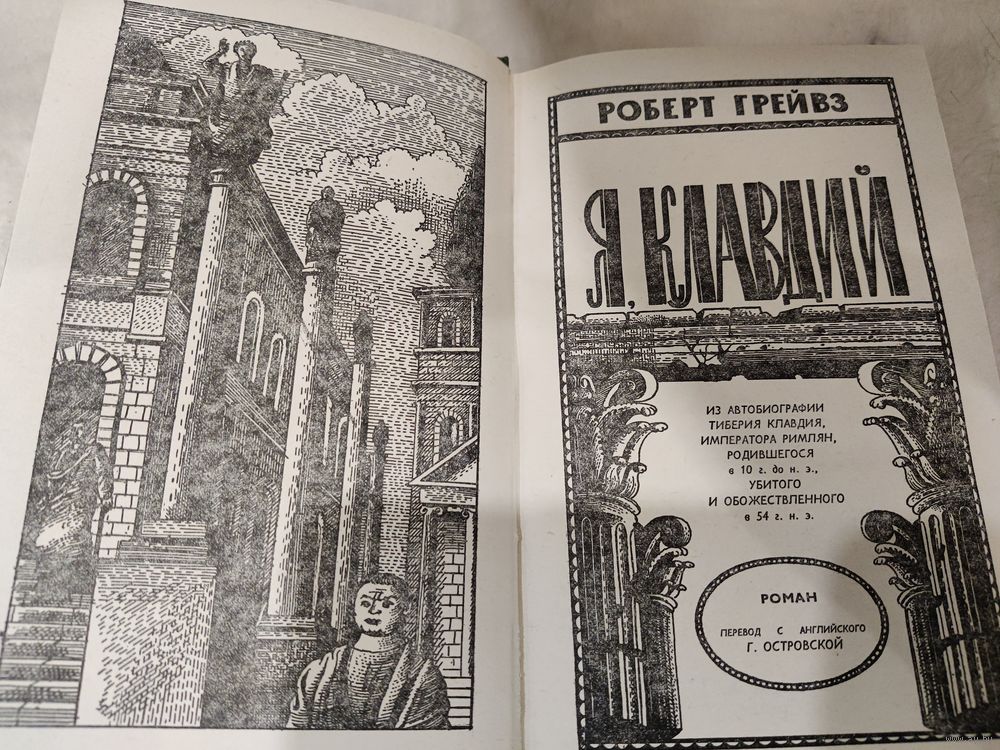 РОБЕРТ ГРЕЙВЗ
Я, КЛАВДИЙ
ИЗ АВТОБИОГРАФИИ
ТИБЕРИЯ КЛАВДИЯ,
ИМПЕРАТОРА РИМЛЯН,
РОДИВШЕГОСЯ
в 10 г. до н. э.,
УБИТОГО
И ОБОЖЕСТВЛЕННОГО
в 54 г. н. э.
РОМАН
ПЕРЕВОД С АНГЛИЙСКОГО
Г. ОСТРОВСКОЙ